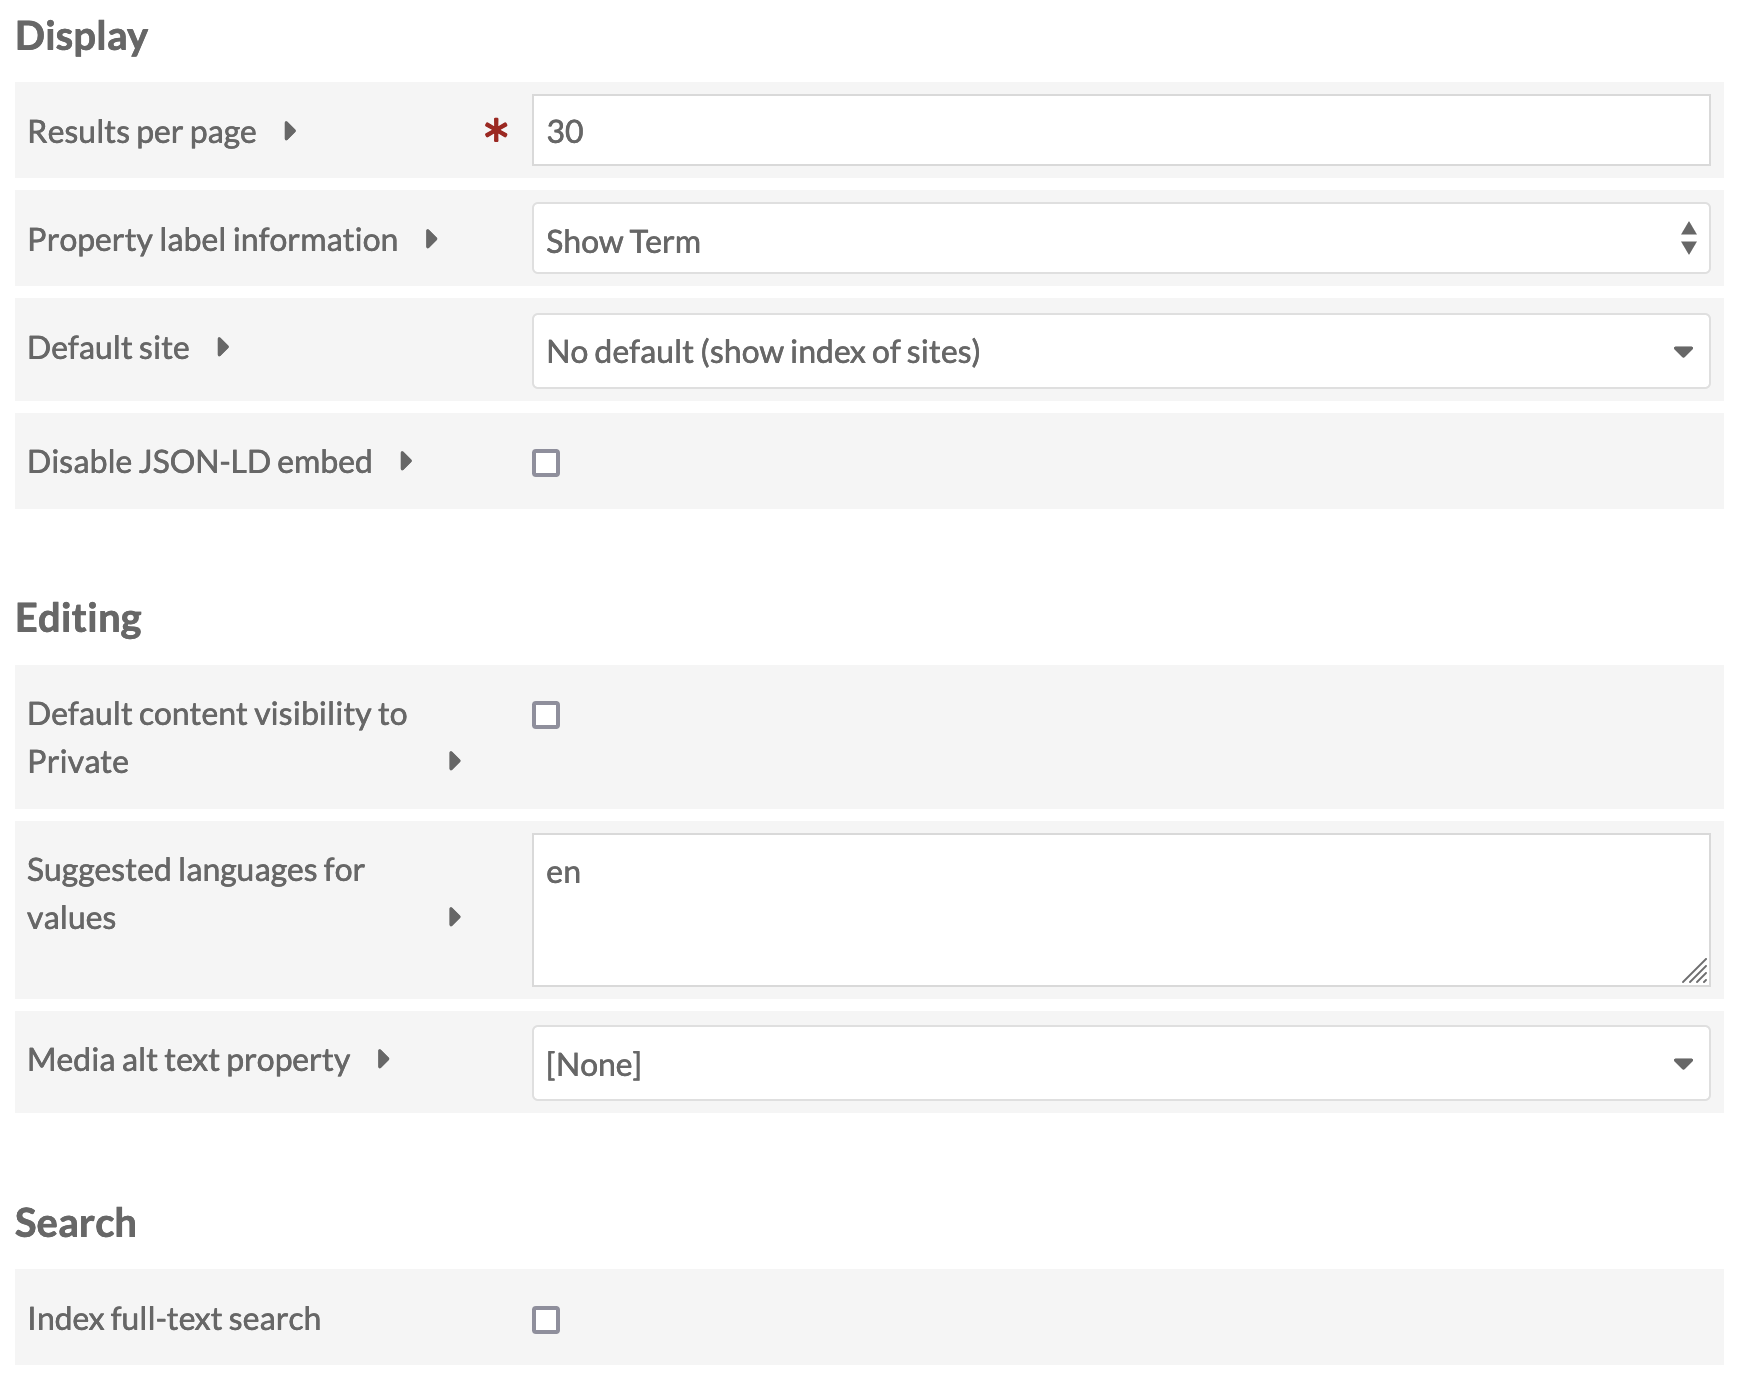 Display
Results per page * 30
Property label information Show Term
Default site No default (show index of sites)
Disable JSON-LD embed
Editing
Default content visibility to
Private
Suggested languages for
values
en
Media alt text property [None]
Search
Index full-text search